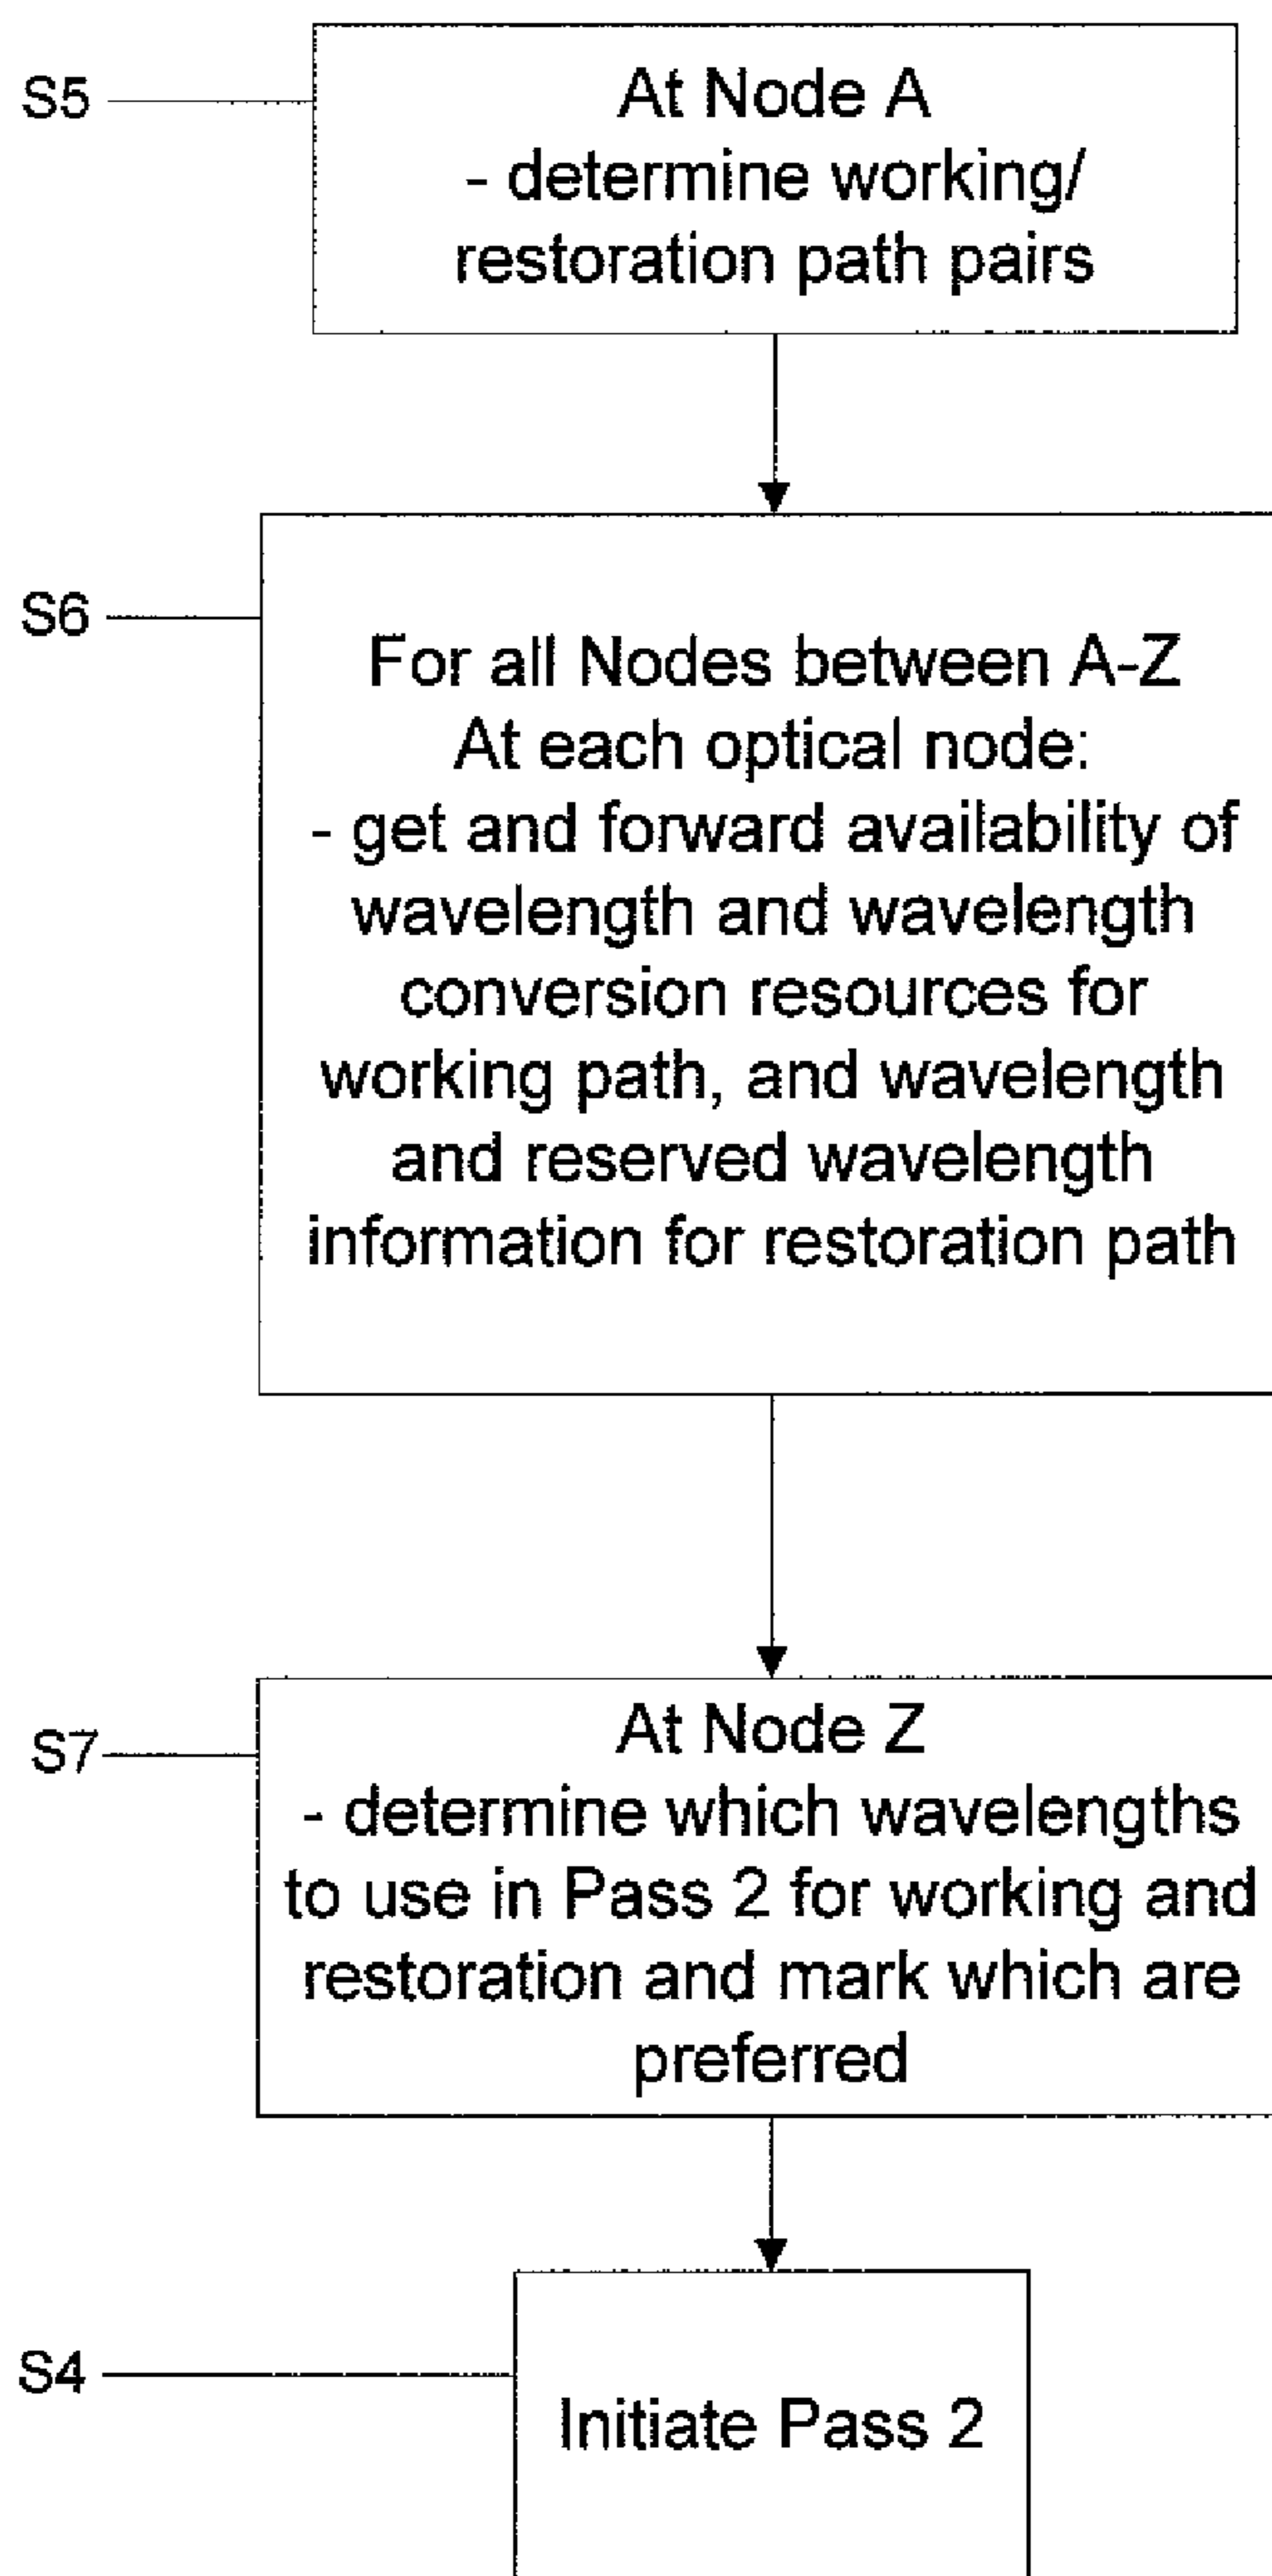 S5
At Node A
- determine working/
restoration path pairs
S6
For all Nodes between A-Z
At each optical node:
- get and forward availability of
wavelength and wavelength
conversion resources for
working path, and wavelength
and reserved wavelength
information for restoration path
S7
At Node Z
- determine which wavelengths
to use in Pass 2 for working and
restoration and mark which are
preferred
S4
Initiate Pass 2